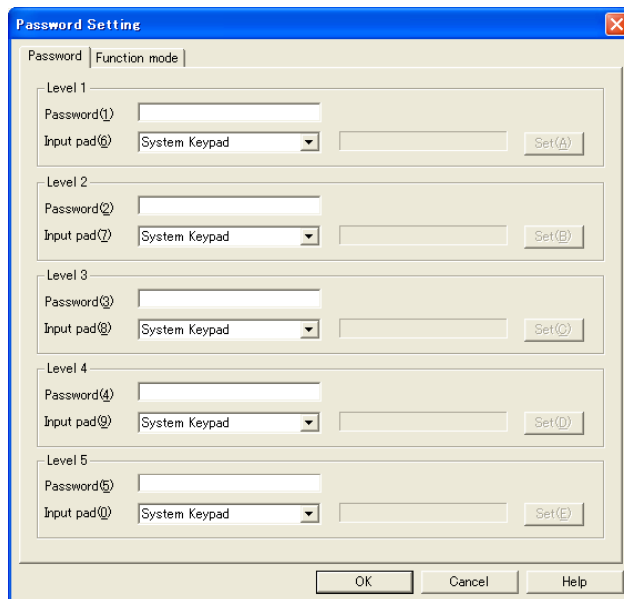 Password Setting
Password Function mode
Level 1
Password(1)
Input pad(6) System Keypad Set(A)
Level 2
Password(2)
Input pad(7) System Keypad Set(B)
Level 3
Password(3)
Input pad(8) System Keypad Set(C)
Level 4
Password(4)
Input pad(9) System Keypad Set(D)
Level 5
Password(5)
Input pad(0) System Keypad Set(E)
OK Cancel Help